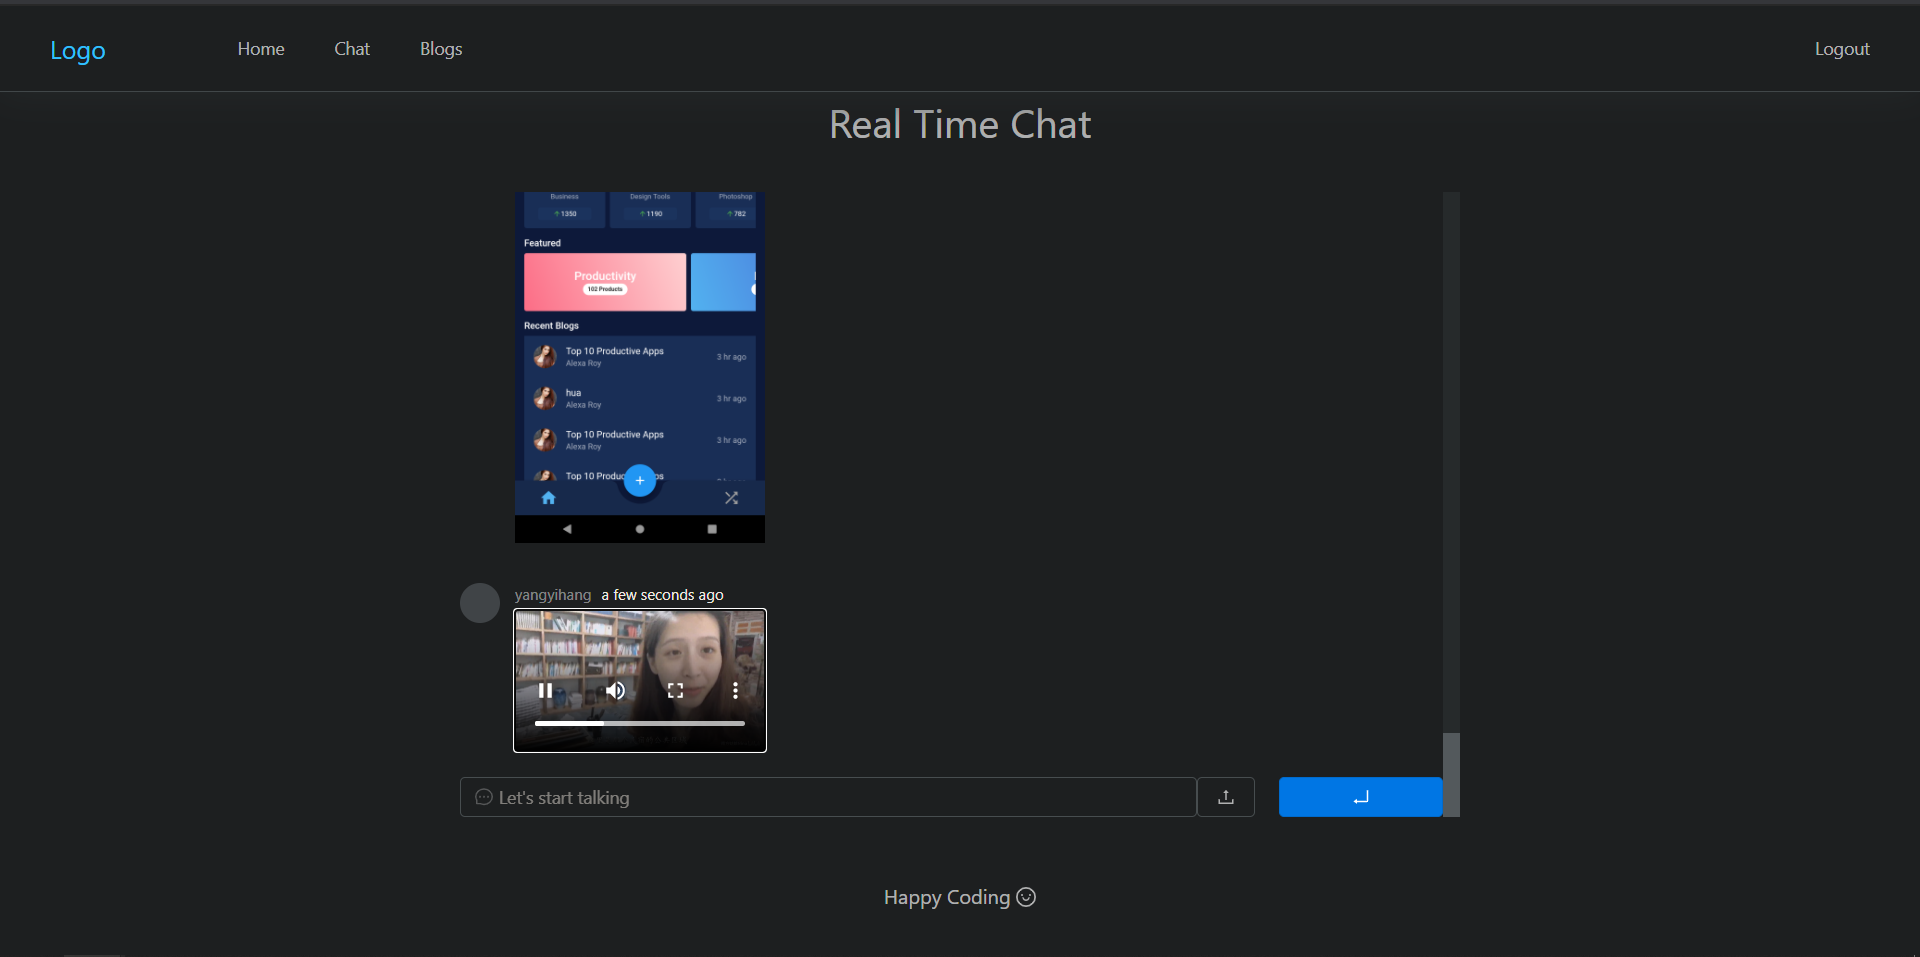 Logo
Home
Chat
Blogs
Logout
Real Time Chat
Business
Design Tools
Photoshop
1350
1190
782
Featured
Productivity
102 Products
Recent Blogs
Top 10 Productive Apps
Alexa Roy
3 hr ago
hua
Alexa Roy
3 hr ago
Top 10 Productive Apps
Alexa Roy
3 hr ago
Top 10
yangyihang a few seconds ago
Let's start talking
Happy Coding